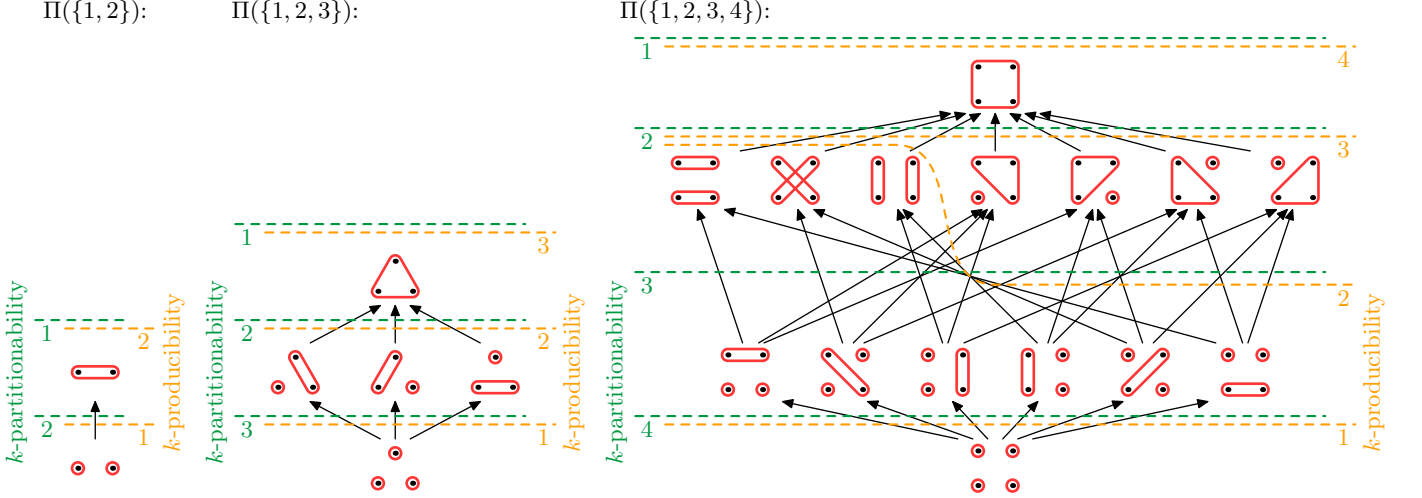 Π({1, 2}):
Π({1, 2, 3}):
Π({1, 2, 3, 4}):
k-partitionability
1
2
2
1
k-producibility
k-partitionability
1
3
2
2
3
1
k-producibility
k-partitionability
1
4
2
3
3
2
4
1
k-producibility